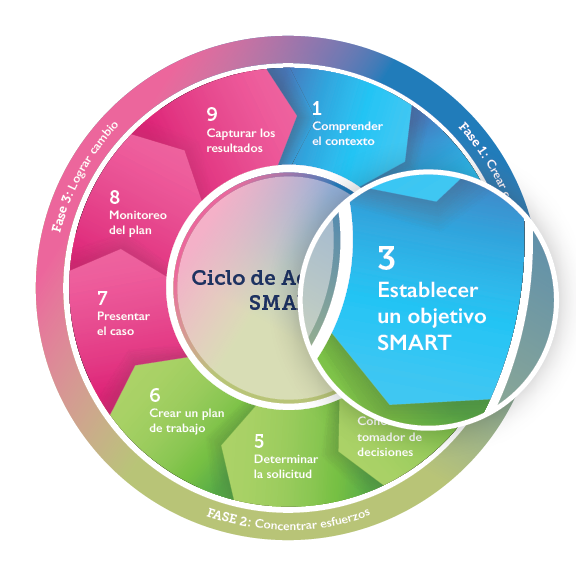 1
Comprender
el contexto
Fase 1: Crear
3
Establecer
un objetivo
SMART
tomador de
decisiones
5
Determinar
la solicitud
FASE 2: Concentrar esfuerzos
6
Crear un plan
de trabajo
7
Presentar
el caso
8
Monitoreo
del plan
Fase 3: Lograr cambio
9
Capturar los
resultados
Ciclo de